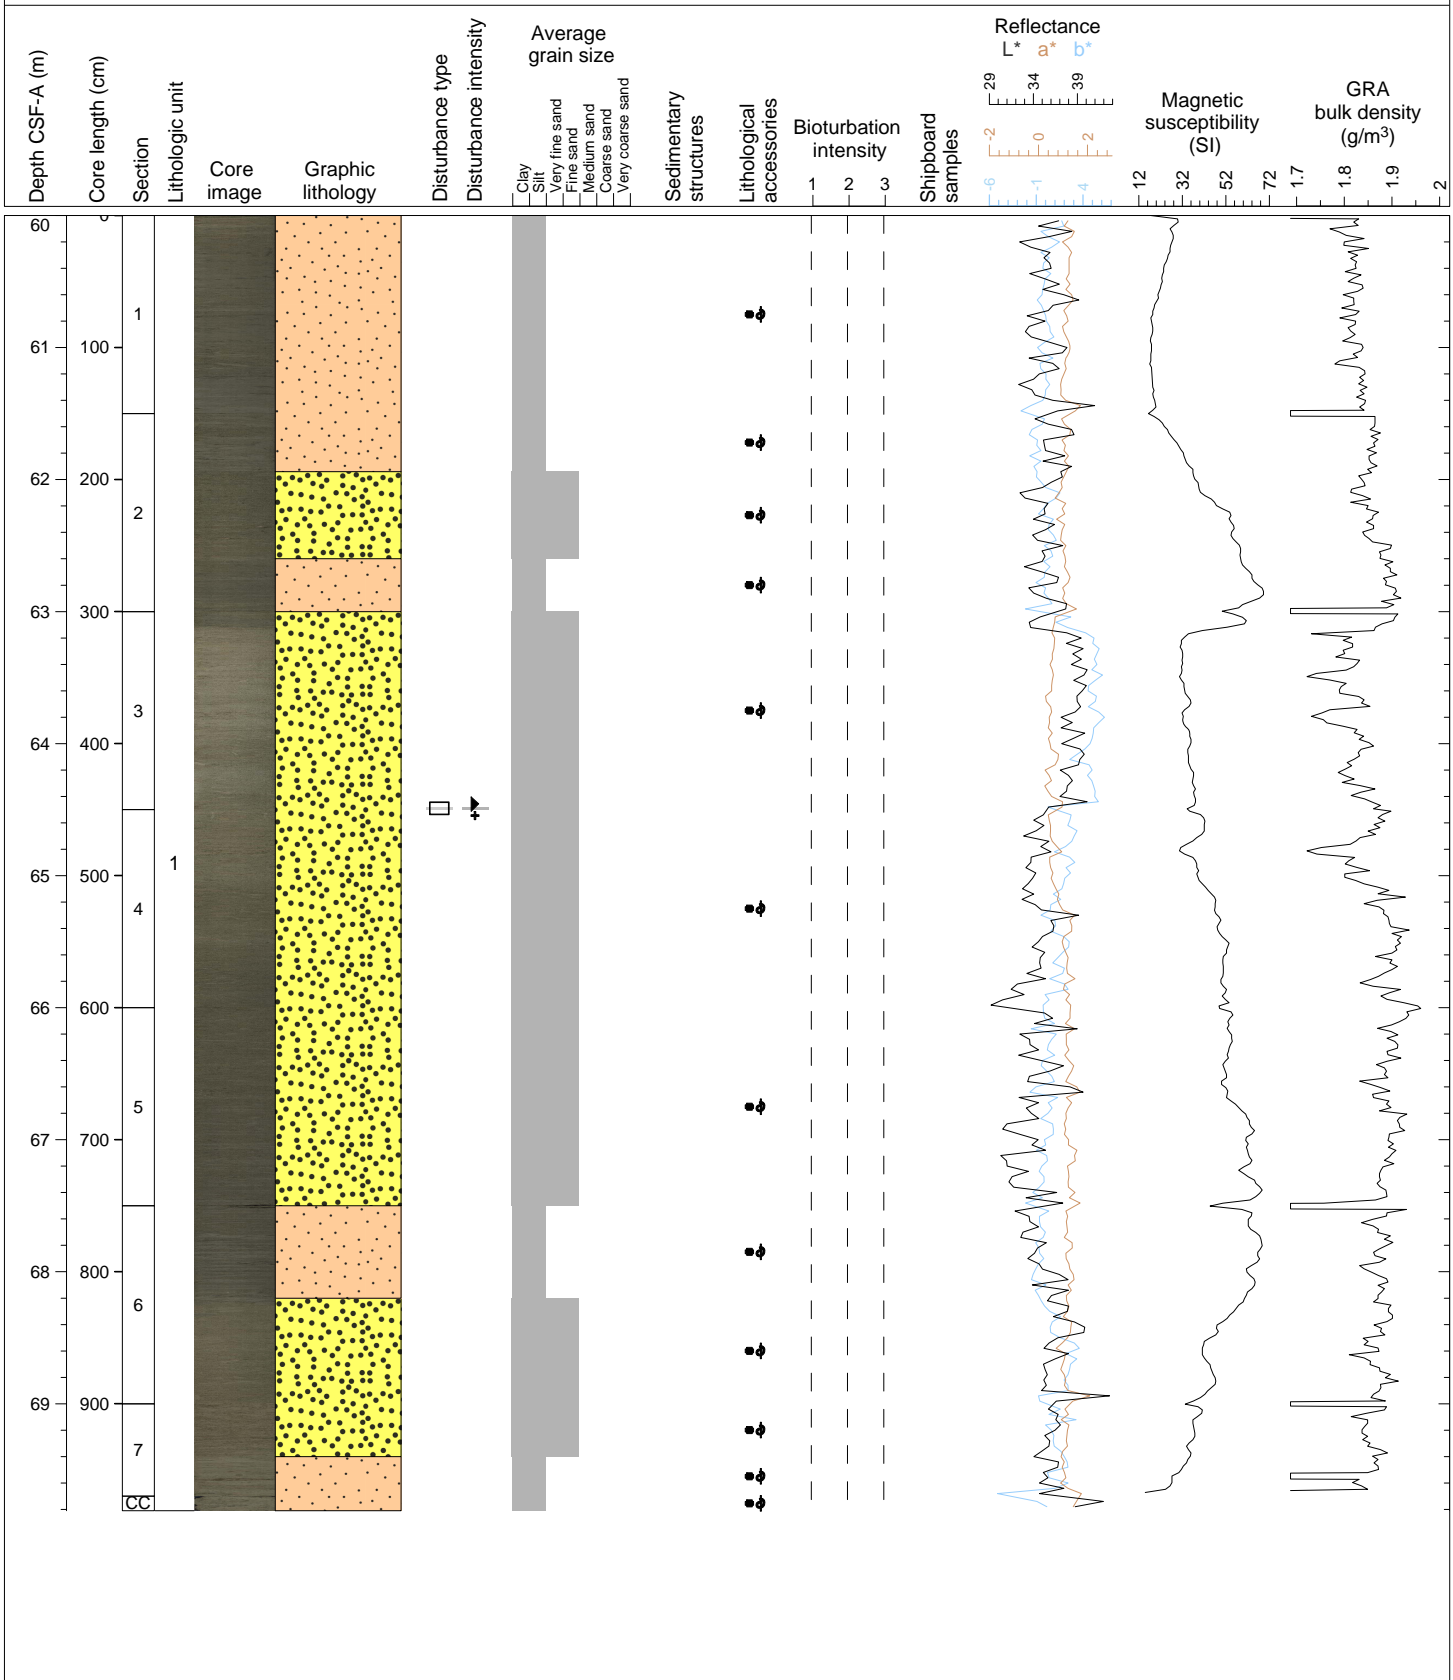 Depth CSF-A (m)
Core length (cm)
Section
Lithologic unit
Core
image
Graphic
lithology
Disturbance type
Disturbance intensity
Average
grain size
Clay
Silt
Very fine sand
Fine sand
Medium sand
Coarse sand
Very coarse sand
Sedimentary
structures
Lithological
accessories
Bioturbation
intensity
1 2 3
Shipboard
samples
Reflectance
L* a* b*
29 34 39
-2 0 2
-6 -1 4
Magnetic
susceptibility
(SI)
12 32 52 72
GRA
bulk density
(g/m³)
1.7 1.8 1.9 2
60 0
1
61 100
62 200
2
63 300
3
64 400
1
65 500
4
66 600
5
67 700
68 800
6
69 900
7
CC